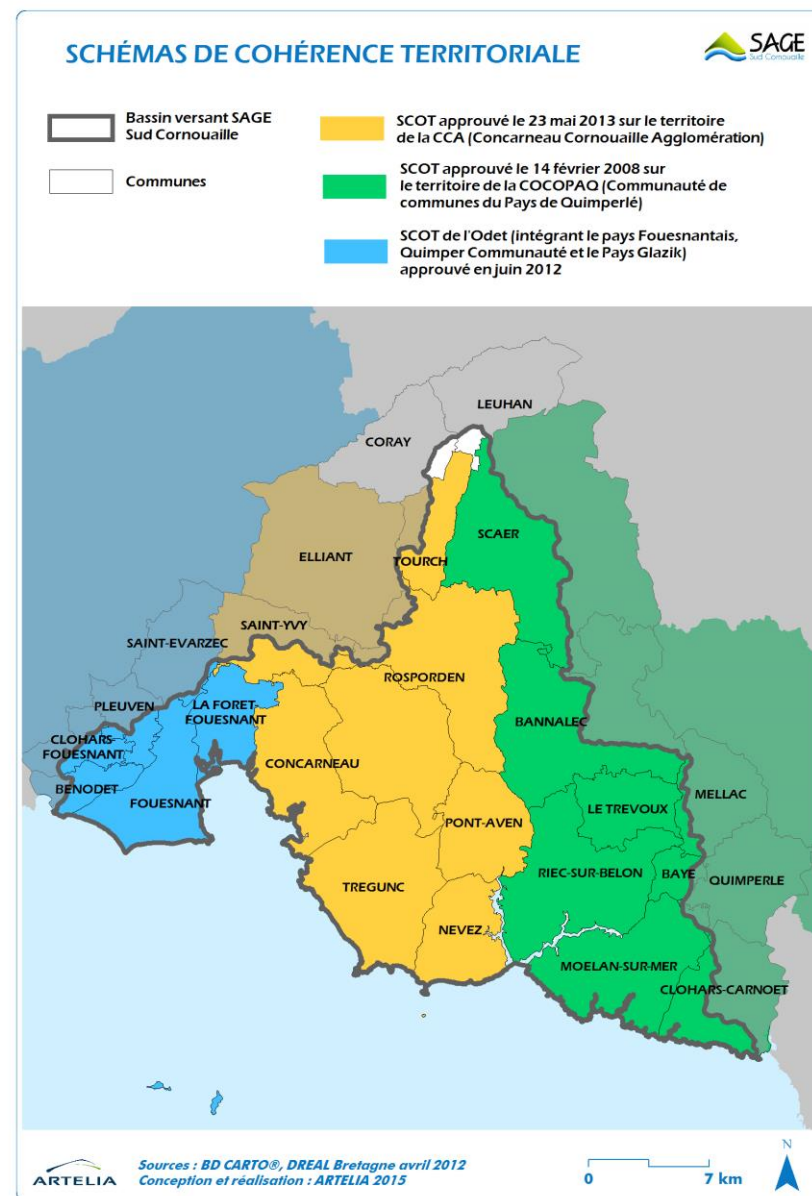 SCHÉMAS DE COHÉRENCE TERRITORIALE
SAGE
Sud Cornouaille
Bassin versant SAGE
Sud Cornouaille
Communes
SCOT approuvé le 23 mai 2013 sur le territoire
de la CCA (Concarneau Cornouaille Agglomération)
SCOT approuvé le 14 février 2008 sur
le territoire de la COCOPAQ (Communauté de
communes du Pays de Quimperlé)
SCOT de l'Odet (intégrant le pays Fouesnantais,
Quimper Communauté et le Pays Glazik)
approuvé en juin 2012
LEUHAN
CORAY
SCAER
ELLIANT
TOURCH
SAINT-YVY
SAINT-EVARZEC
ROSPORDEN
PLEUVEN
LA FORET-
FOUESNANT
BANNALEC
CLOHARS-
FOUESNANT
CONCARNEAU
BENODET
FOUESNANT
MELLAC
LE TREVOUX
PONT-AVEN
RIEC-SUR-BELON
BAYE
QUIMPERLE
TREGUNC
NEVEZ
MOELAN-SUR-MER
CLOHARS-CARNOET
ARTELIA
Sources : BD CARTO®, DREAL Bretagne avril 2012
Conception et réalisation : ARTELIA 2015
0
7 km
N